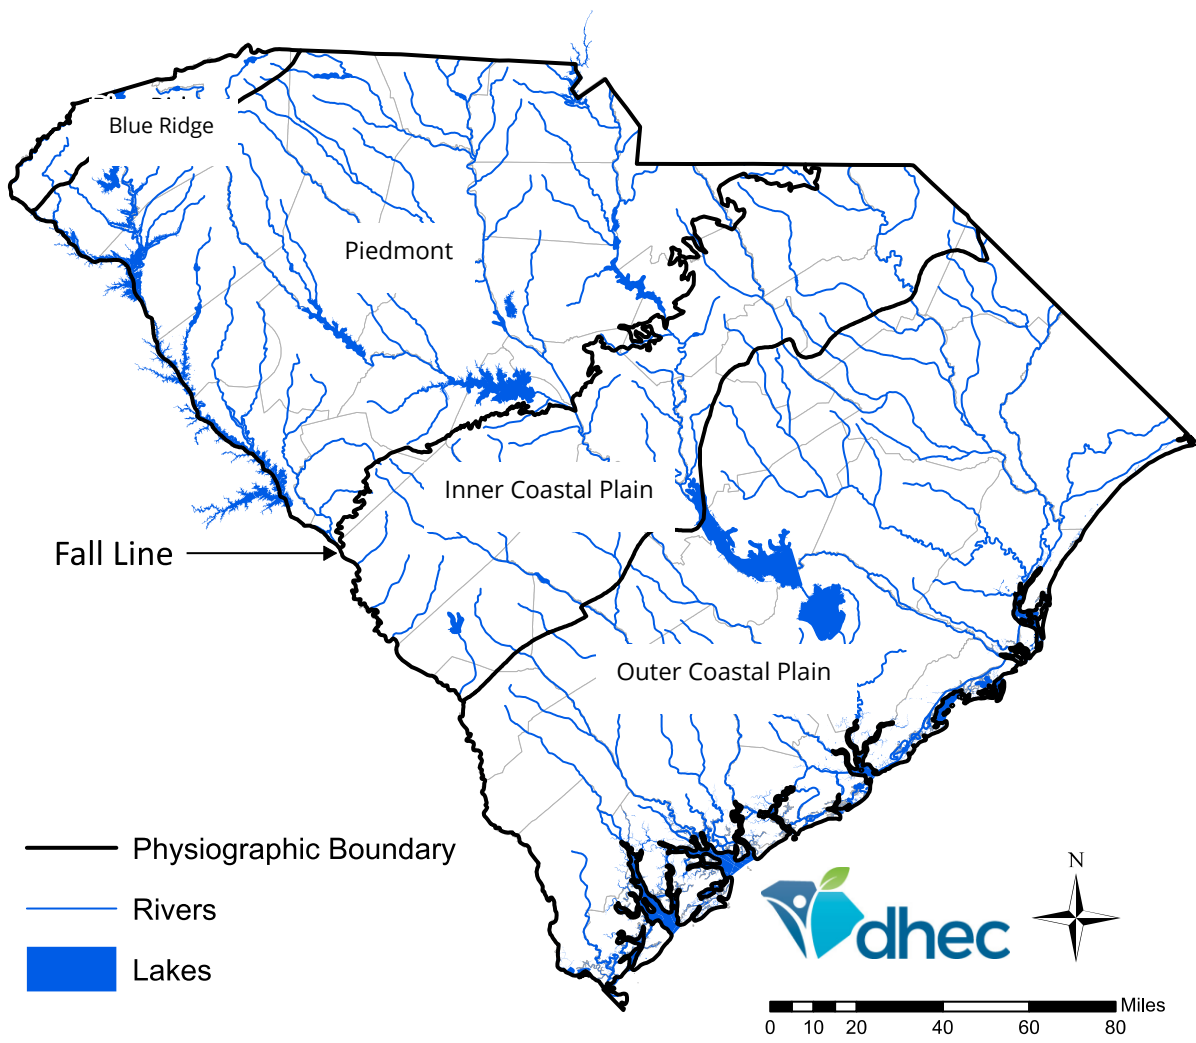 Blue Ridge
Piedmont
Inner Coastal Plain
Fall Line
Outer Coastal Plain
Physiographic Boundary
Rivers
Lakes
dhec
N
Miles
0 10 20 40 60 80